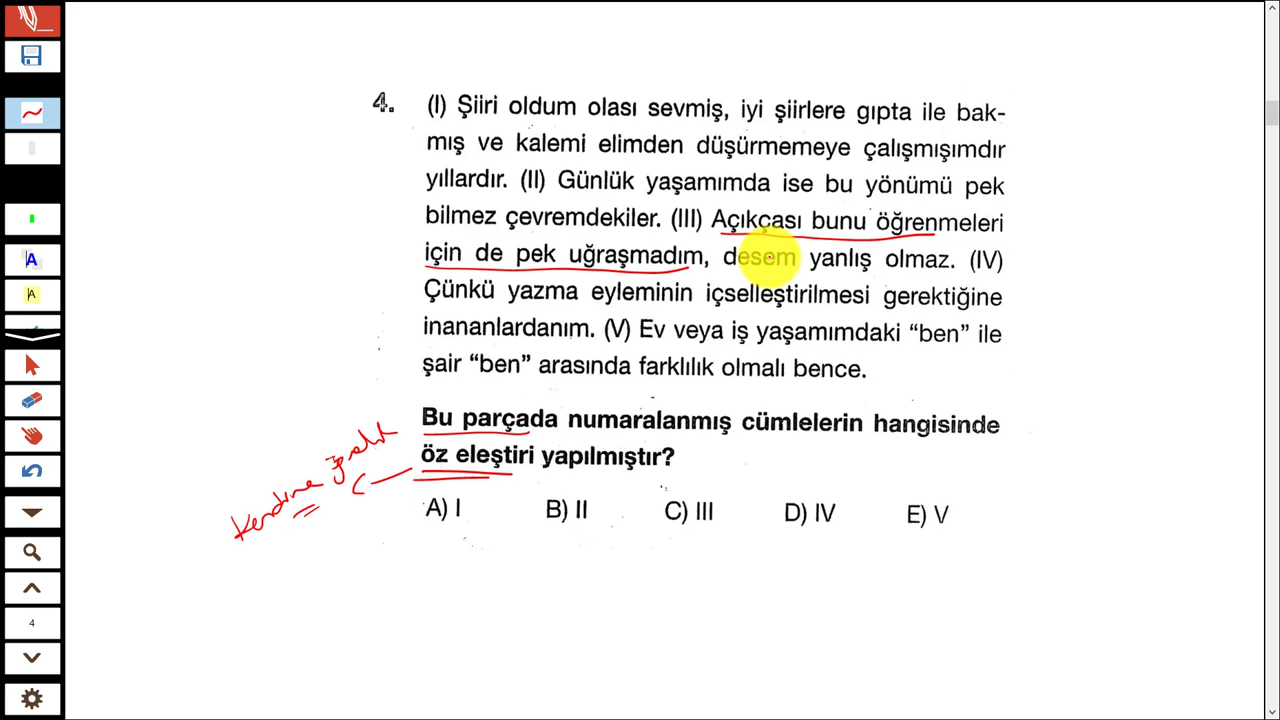 4. (I) Şiiri oldum olası sevmiş, iyi şiirlere gıpta ile bak-
mış ve kalemi elimden düşürmemeye çalışmışımdır
yıllardır. (II) Günlük yaşamımda ise bu yönümü pek
bilmez çevremdekiler. (III) Açıkçası bunu öğrenmeleri
için de pek uğraşmadım, desem yanlış olmaz. (IV)
Çünkü yazma eyleminin içselleştirilmesi gerektiğine
inananlardanım. (V) Ev veya iş yaşamımdaki “ben” ile
şair “ben” arasında farklılık olmalı bence.
Bu parçada numaralanmış cümlelerin hangisinde
öz eleştiri yapılmıştır?
Kendine
A) I B) II C) III D) IV E) V
A
A
4